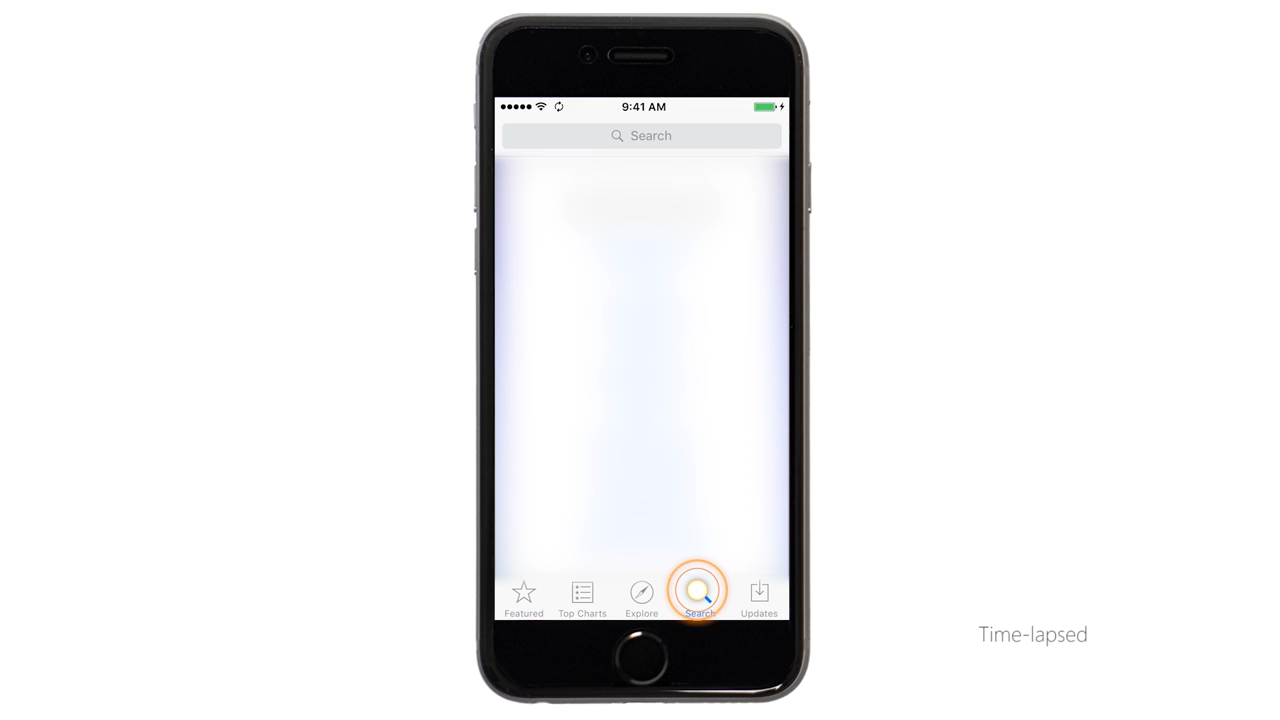 9:41 AM
Search
Featured
Top Charts
Explore
Search
Updates
Time-lapsed